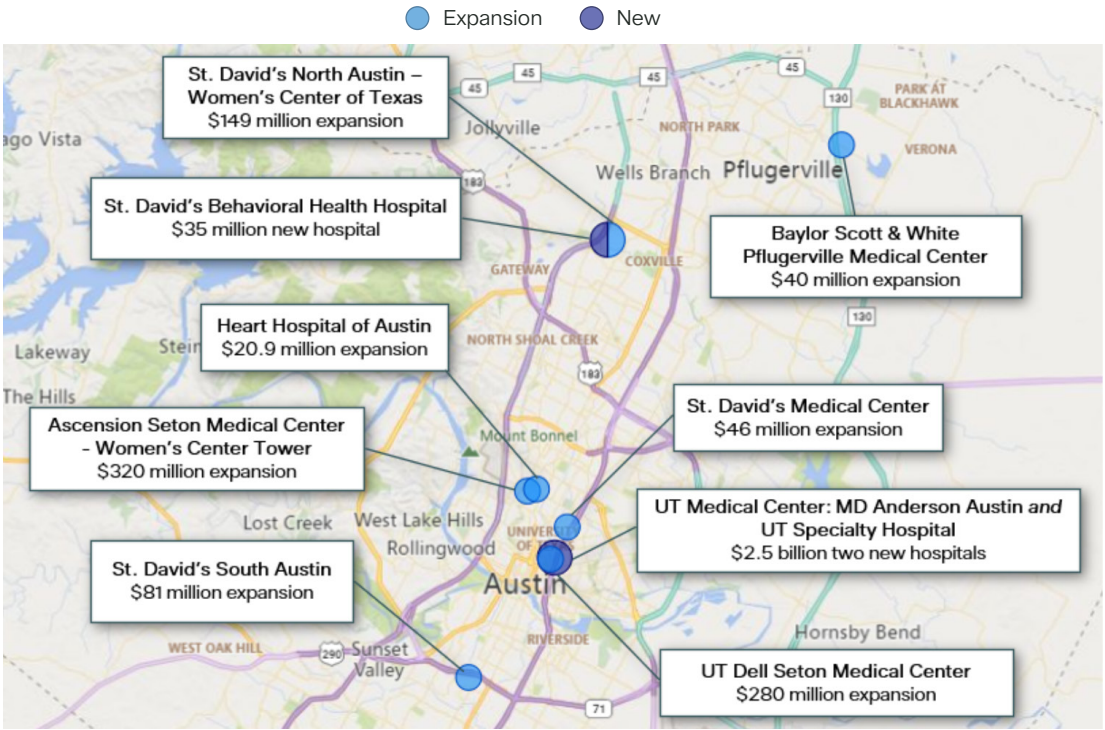 Expansion
New
St. David's North Austin –
Women's Center of Texas
$149 million expansion
45
45
45
45
130
PARK AT
BLACKHAWK
Jollyville
NORTH PARK
ago Vista
VERONA
Wells Branch
Pflugerville
183
St. David's Behavioral Health Hospital
$35 million new hospital
Baylor Scott & White
Pflugerville Medical Center
$40 million expansion
GATEWAY
COXVILLE
130
Heart Hospital of Austin
$20.9 million expansion
NORTH SHOAL CREEK
Lakeway
Stein
183
The Hills
St. David's Medical Center
$46 million expansion
Ascension Seton Medical Center
- Women's Center Tower
$320 million expansion
Mount Bonnel
UT Medical Center: MD Anderson Austin and
UT Specialty Hospital
$2.5 billion two new hospitals
Lost Creek
West Lake Hills
UNIVERSITY
OF
Rollingwood
St. David's South Austin
$81 million expansion
Austin
Hornsby Bend
RIVERSIDE
WEST OAK HILL
290
Sunset
Valley
UT Dell Seton Medical Center
$280 million expansion
71